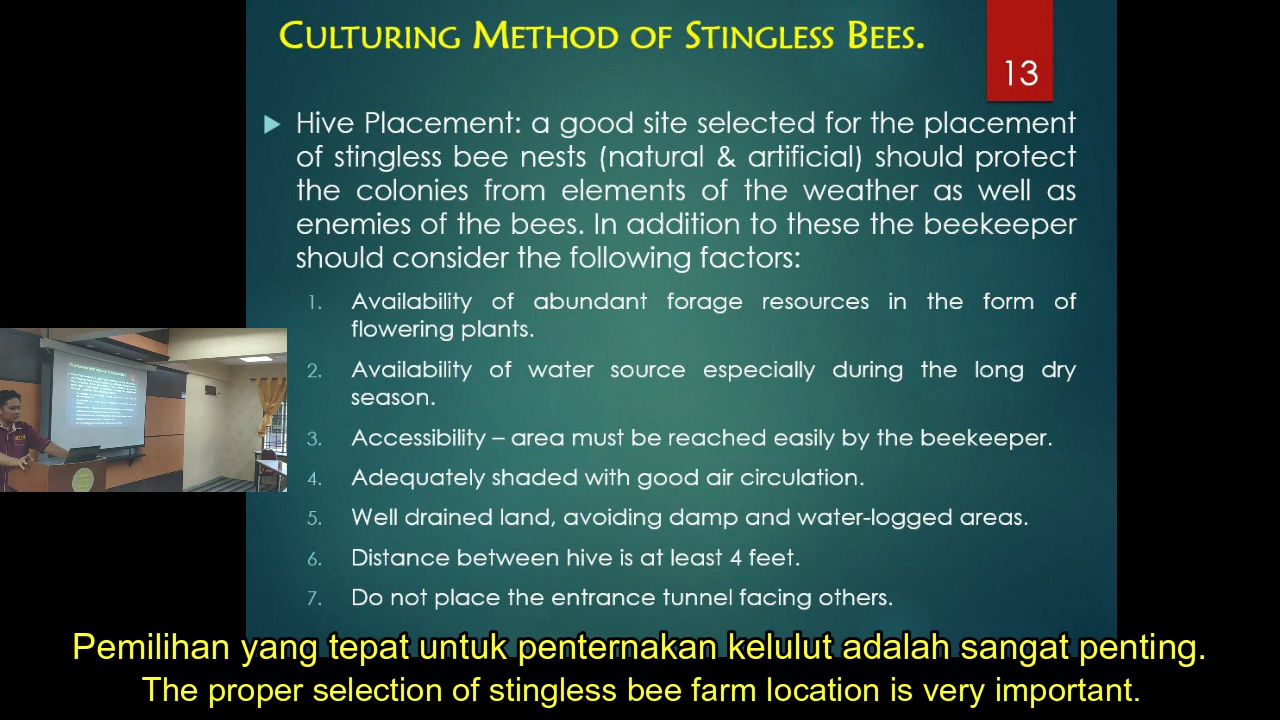 CULTURING METHOD OF STINGLESS BEES.
13
Hive Placement: a good site selected for the placement
of stingless bee nests (natural & artificial) should protect
the colonies from elements of the weather as well as
enemies of the bees. In addition to these the beekeeper
should consider the following factors:
1. Availability of abundant forage resources in the form of
flowering plants.
2. Availability of water source especially during the long dry
season.
3. Accessibility – area must be reached easily by the beekeeper.
4. Adequately shaded with good air circulation.
5. Well drained land, avoiding damp and water-logged areas.
6. Distance between hive is at least 4 feet.
7. Do not place the entrance tunnel facing others.
Pemilihan yang tepat untuk penternakan kelulut adalah sangat penting.
The proper selection of stingless bee farm location is very important.